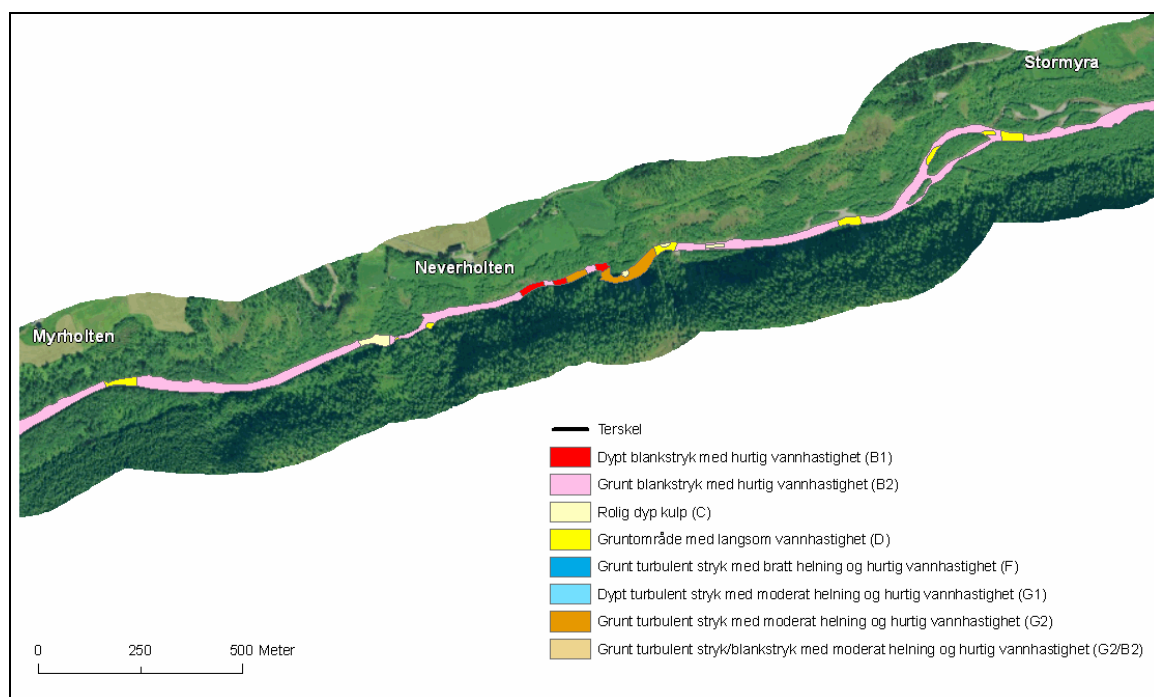 Stormyra
Neverholten
Myrholten
Terskel
Dypt blankstryk med hurtig vannhastighet (B1)
Grunt blankstryk med hurtig vannhastighet (B2)
Rolig dyp kulp (C)
Gruntområde med langsom vannhastighet (D)
Grunt turbulent stryk med bratt helning og hurtig vannhastighet (F)
Dypt turbulent stryk med moderat helning og hurtig vannhastighet (G1)
Grunt turbulent stryk med moderat helning og hurtig vannhastighet (G2)
Grunt turbulent stryk/blankstryk med moderat helning og hurtig vannhastighet (G2/B2)
0 250 500 Meter